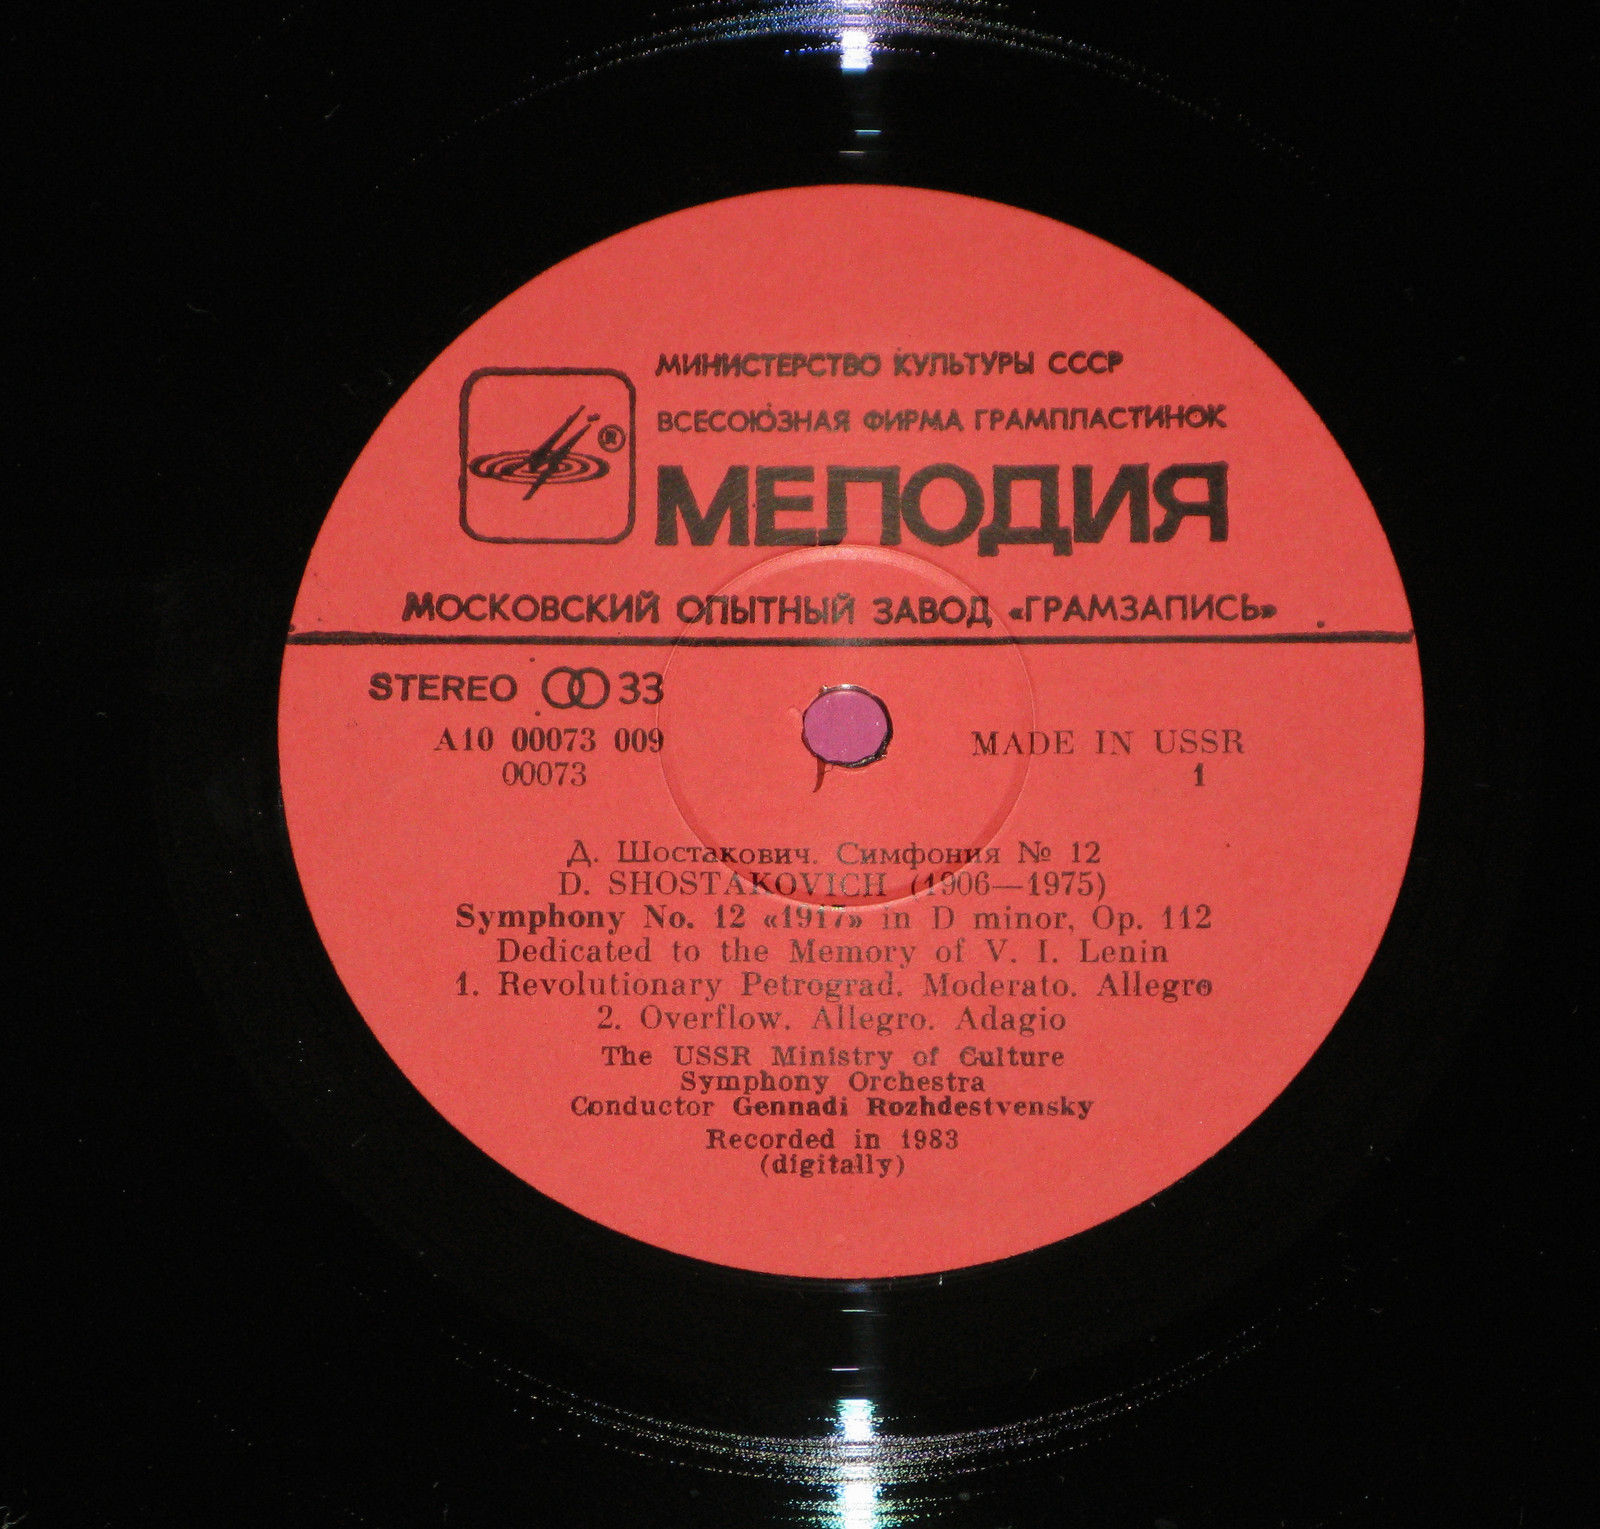 МИНИСТЕРСТВО КУЛЬТУРЫ СССР
ВСЕСОЮЗНАЯ ФИРМА ГРАМПЛАСТИНОК
®
МЕЛОДИЯ
МОСКОВСКИЙ ОПЫТНЫЙ ЗАВОД «ГРАМЗАПИСЬ»
STEREO 33
A10 00073 009
00073
MADE IN USSR
1
Д. Шостакович. Симфония № 12
D. SHOSTAKOVICH (1906—1975)
Symphony No. 12 «1917» in D minor, Op. 112
Dedicated to the Memory of V. I. Lenin
1. Revolutionary Petrograd. Moderato. Allegro
2. Overflow. Allegro. Adagio
The USSR Ministry of Culture
Symphony Orchestra
Conductor Gennadi Rozhdestvensky
Recorded in 1983
(digitally)